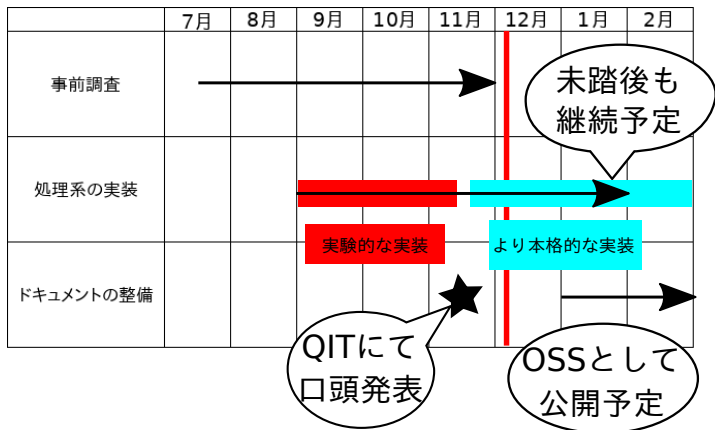 7月 8月 9月 10月 11月 12月 1月 2月
事前調査
未踏後も
継続予定
処理系の実装
実験的な実装 より本格的な実装
ドキュメントの整備
QITにて
口頭発表
OSSとして
公開予定